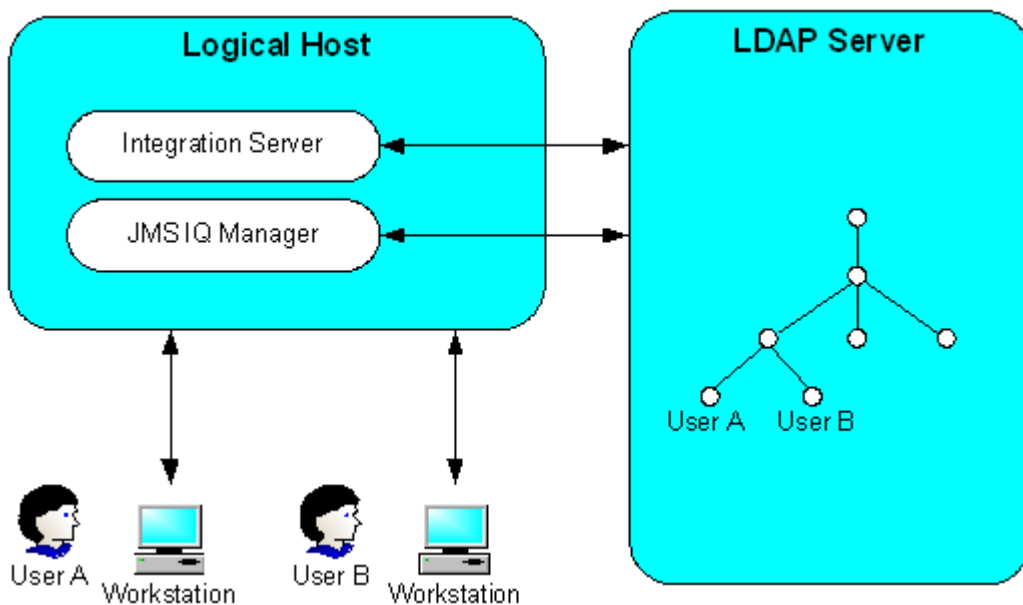 Logical Host
LDAP Server
Integration Server
JMS IQ Manager
User A
User B
User A
Workstation
User B
Workstation